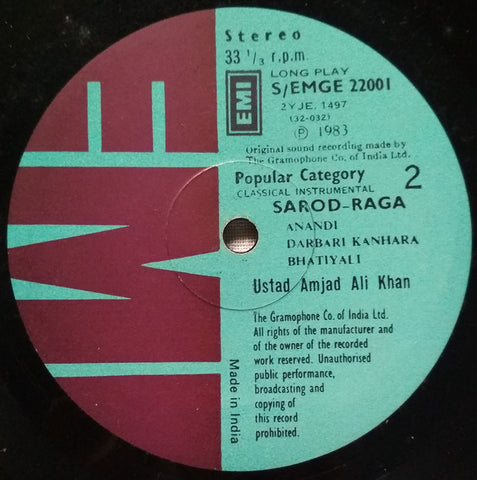 Stereo
33 1/3 r.p.m.
EMI
LONG PLAY
S/EMGE 22001
2YJE. 1497
(32-032)
Ⓟ 1983
Original sound recording made by
The Gramophone Co. of India Ltd.
Popular Category 2
CLASSICAL INSTRUMENTAL
SAROD-RAGA
ANANDI
DARBARI KANHARA
BHATIYALI
Ustad Amjad Ali Khan
The Gramophone Co. of India Ltd.
All rights of the manufacturer and
of the owner of the recorded
work reserved. Unauthorised
public performance,
broadcasting and
copying of
this record
prohibited.
Made in India
EMI